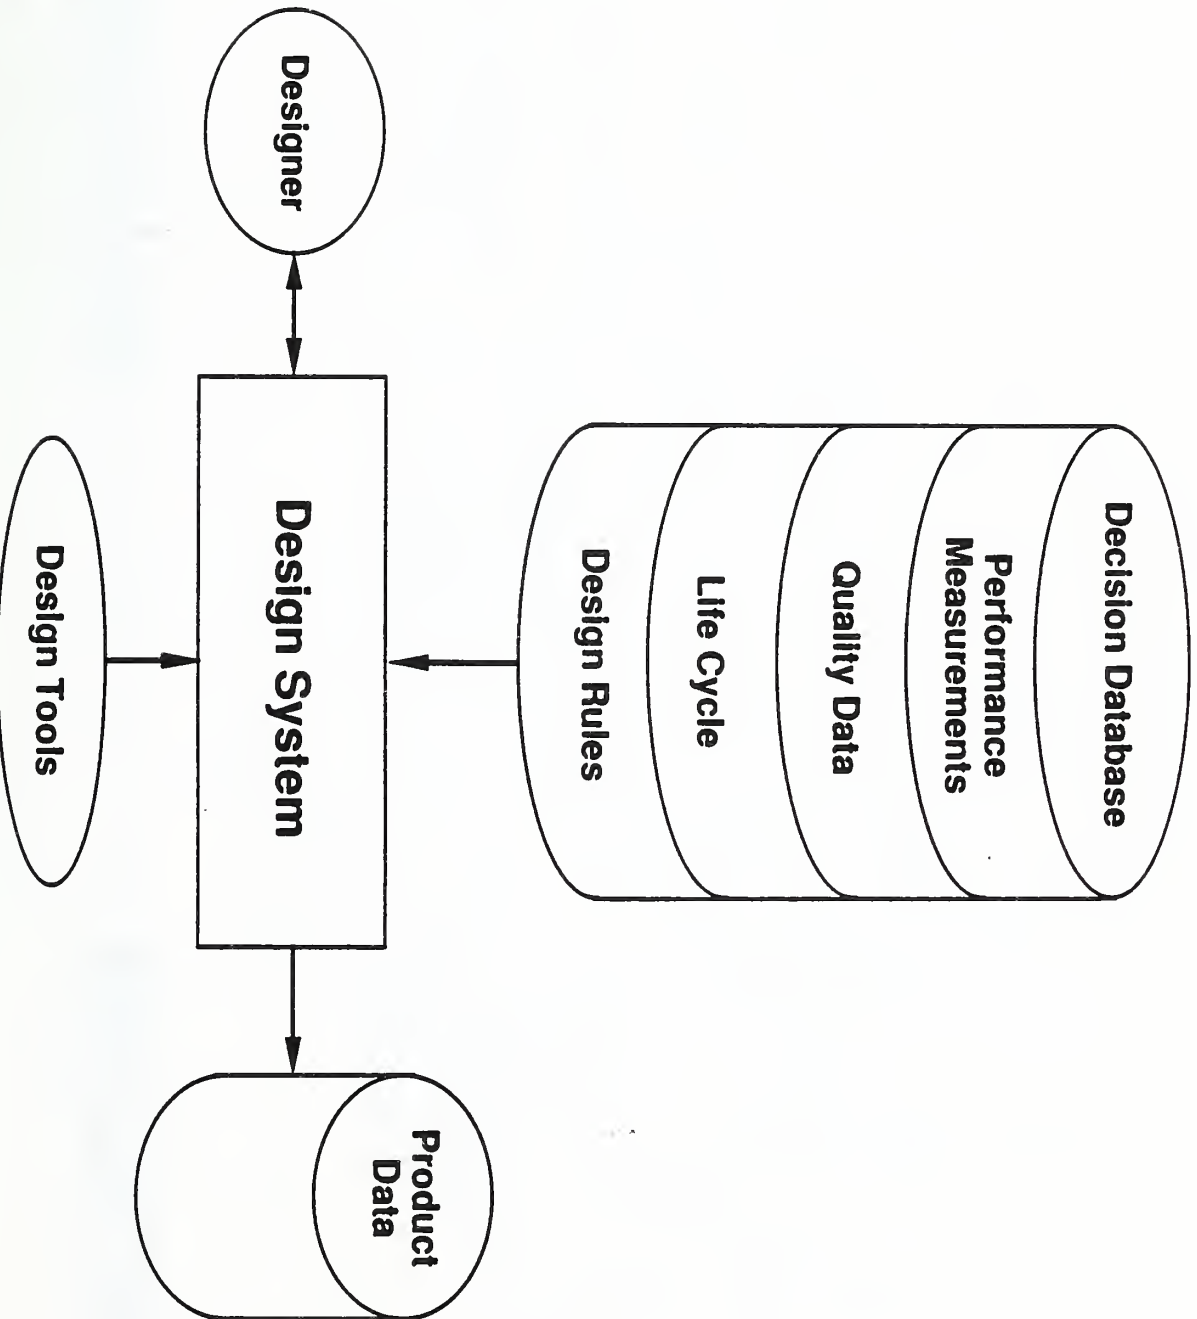 Decision Database
Performance
Measurements
Quality Data
Life Cycle
Design Rules
Designer
Design System
Product
Data
Design Tools